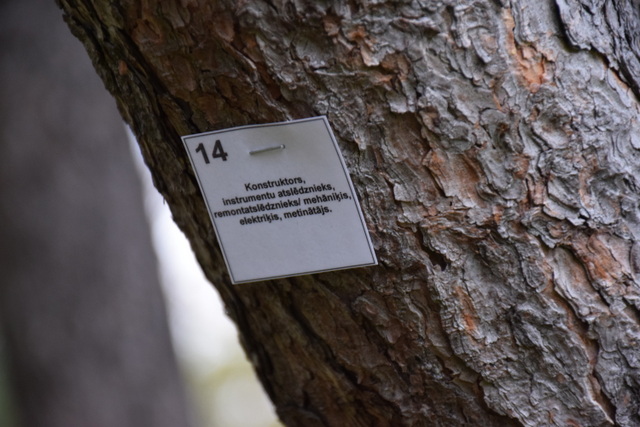 14
Konstruktors,
instrumentu atslēdznieks,
remontatslēdznieks/ mehāniķis,
elektriķis, metinātājs.